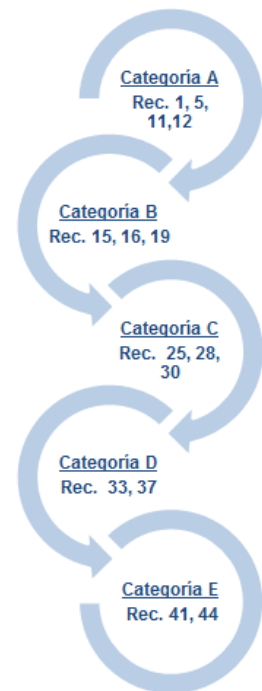 Categoría A
Rec. 1, 5,
11,12
Categoría B
Rec. 15, 16, 19
Categoría C
Rec. 25, 28,
30
Categoría D
Rec. 33, 37
Categoría E
Rec. 41, 44